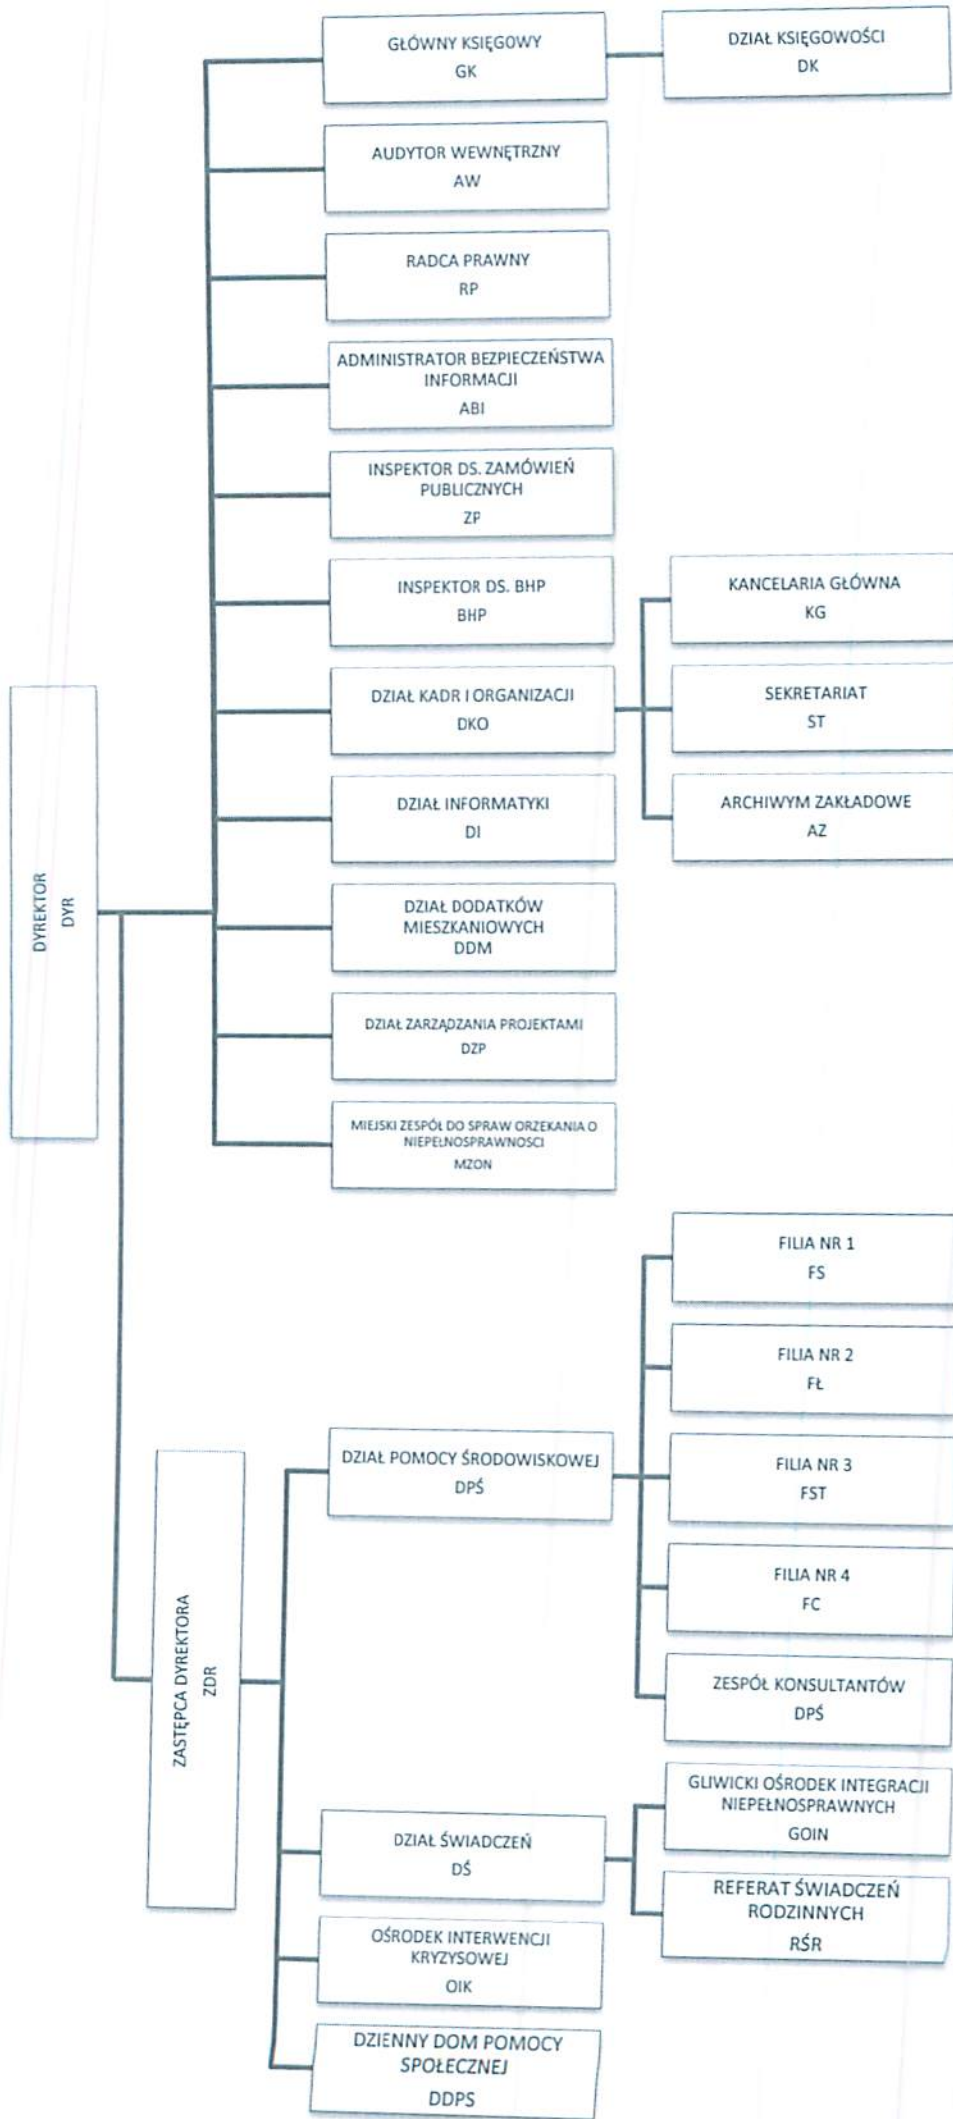 DYREKTOR
DYR
GŁÓWNY KSIĘGOWY
GK
DZIAŁ KSIĘGOWOŚCI
DK
AUDYTOR WEWNĘTRZNY
AW
RADCA PRAWNY
RP
ADMINISTRATOR BEZPIECZEŃSTWA
INFORMACJI
ABI
INSPEKTOR DS. ZAMÓWIEŃ
PUBLICZNYCH
ZP
INSPEKTOR DS. BHP
BHP
DZIAŁ KADR I ORGANIZACJI
DKO
KANCELARIA GŁÓWNA
KG
SEKRETARIAT
ST
ARCHIWYM ZAKŁADOWE
AZ
DZIAŁ INFORMATYKI
DI
DZIAŁ DODATKÓW
MIESZKANIOWYCH
DDM
DZIAŁ ZARZĄDZANIA PROJEKTAMI
DZP
MIEJSKI ZESPÓŁ DO SPRAW ORZEKANIA O
NIEPEŁNOSPRAWNOSCI
MZON
ZASTĘPCA DYREKTORA
ZDR
DZIAŁ POMOCY ŚRODOWISKOWEJ
DPŚ
FILIA NR 1
FS
FILIA NR 2
FŁ
FILIA NR 3
FST
FILIA NR 4
FC
ZESPÓŁ KONSULTANTÓW
DPŚ
DZIAŁ ŚWIADCZEŃ
DŚ
GLIWICKI OŚRODEK INTEGRACJI
NIEPEŁNOSPRAWNYCH
GOIN
REFERAT ŚWIADCZEŃ
RODZINNYCH
RŚR
OŚRODEK INTERWENCJI
KRYZYSOWEJ
OIK
DZIENNY DOM POMOCY
SPOŁECZNEJ
DDPS